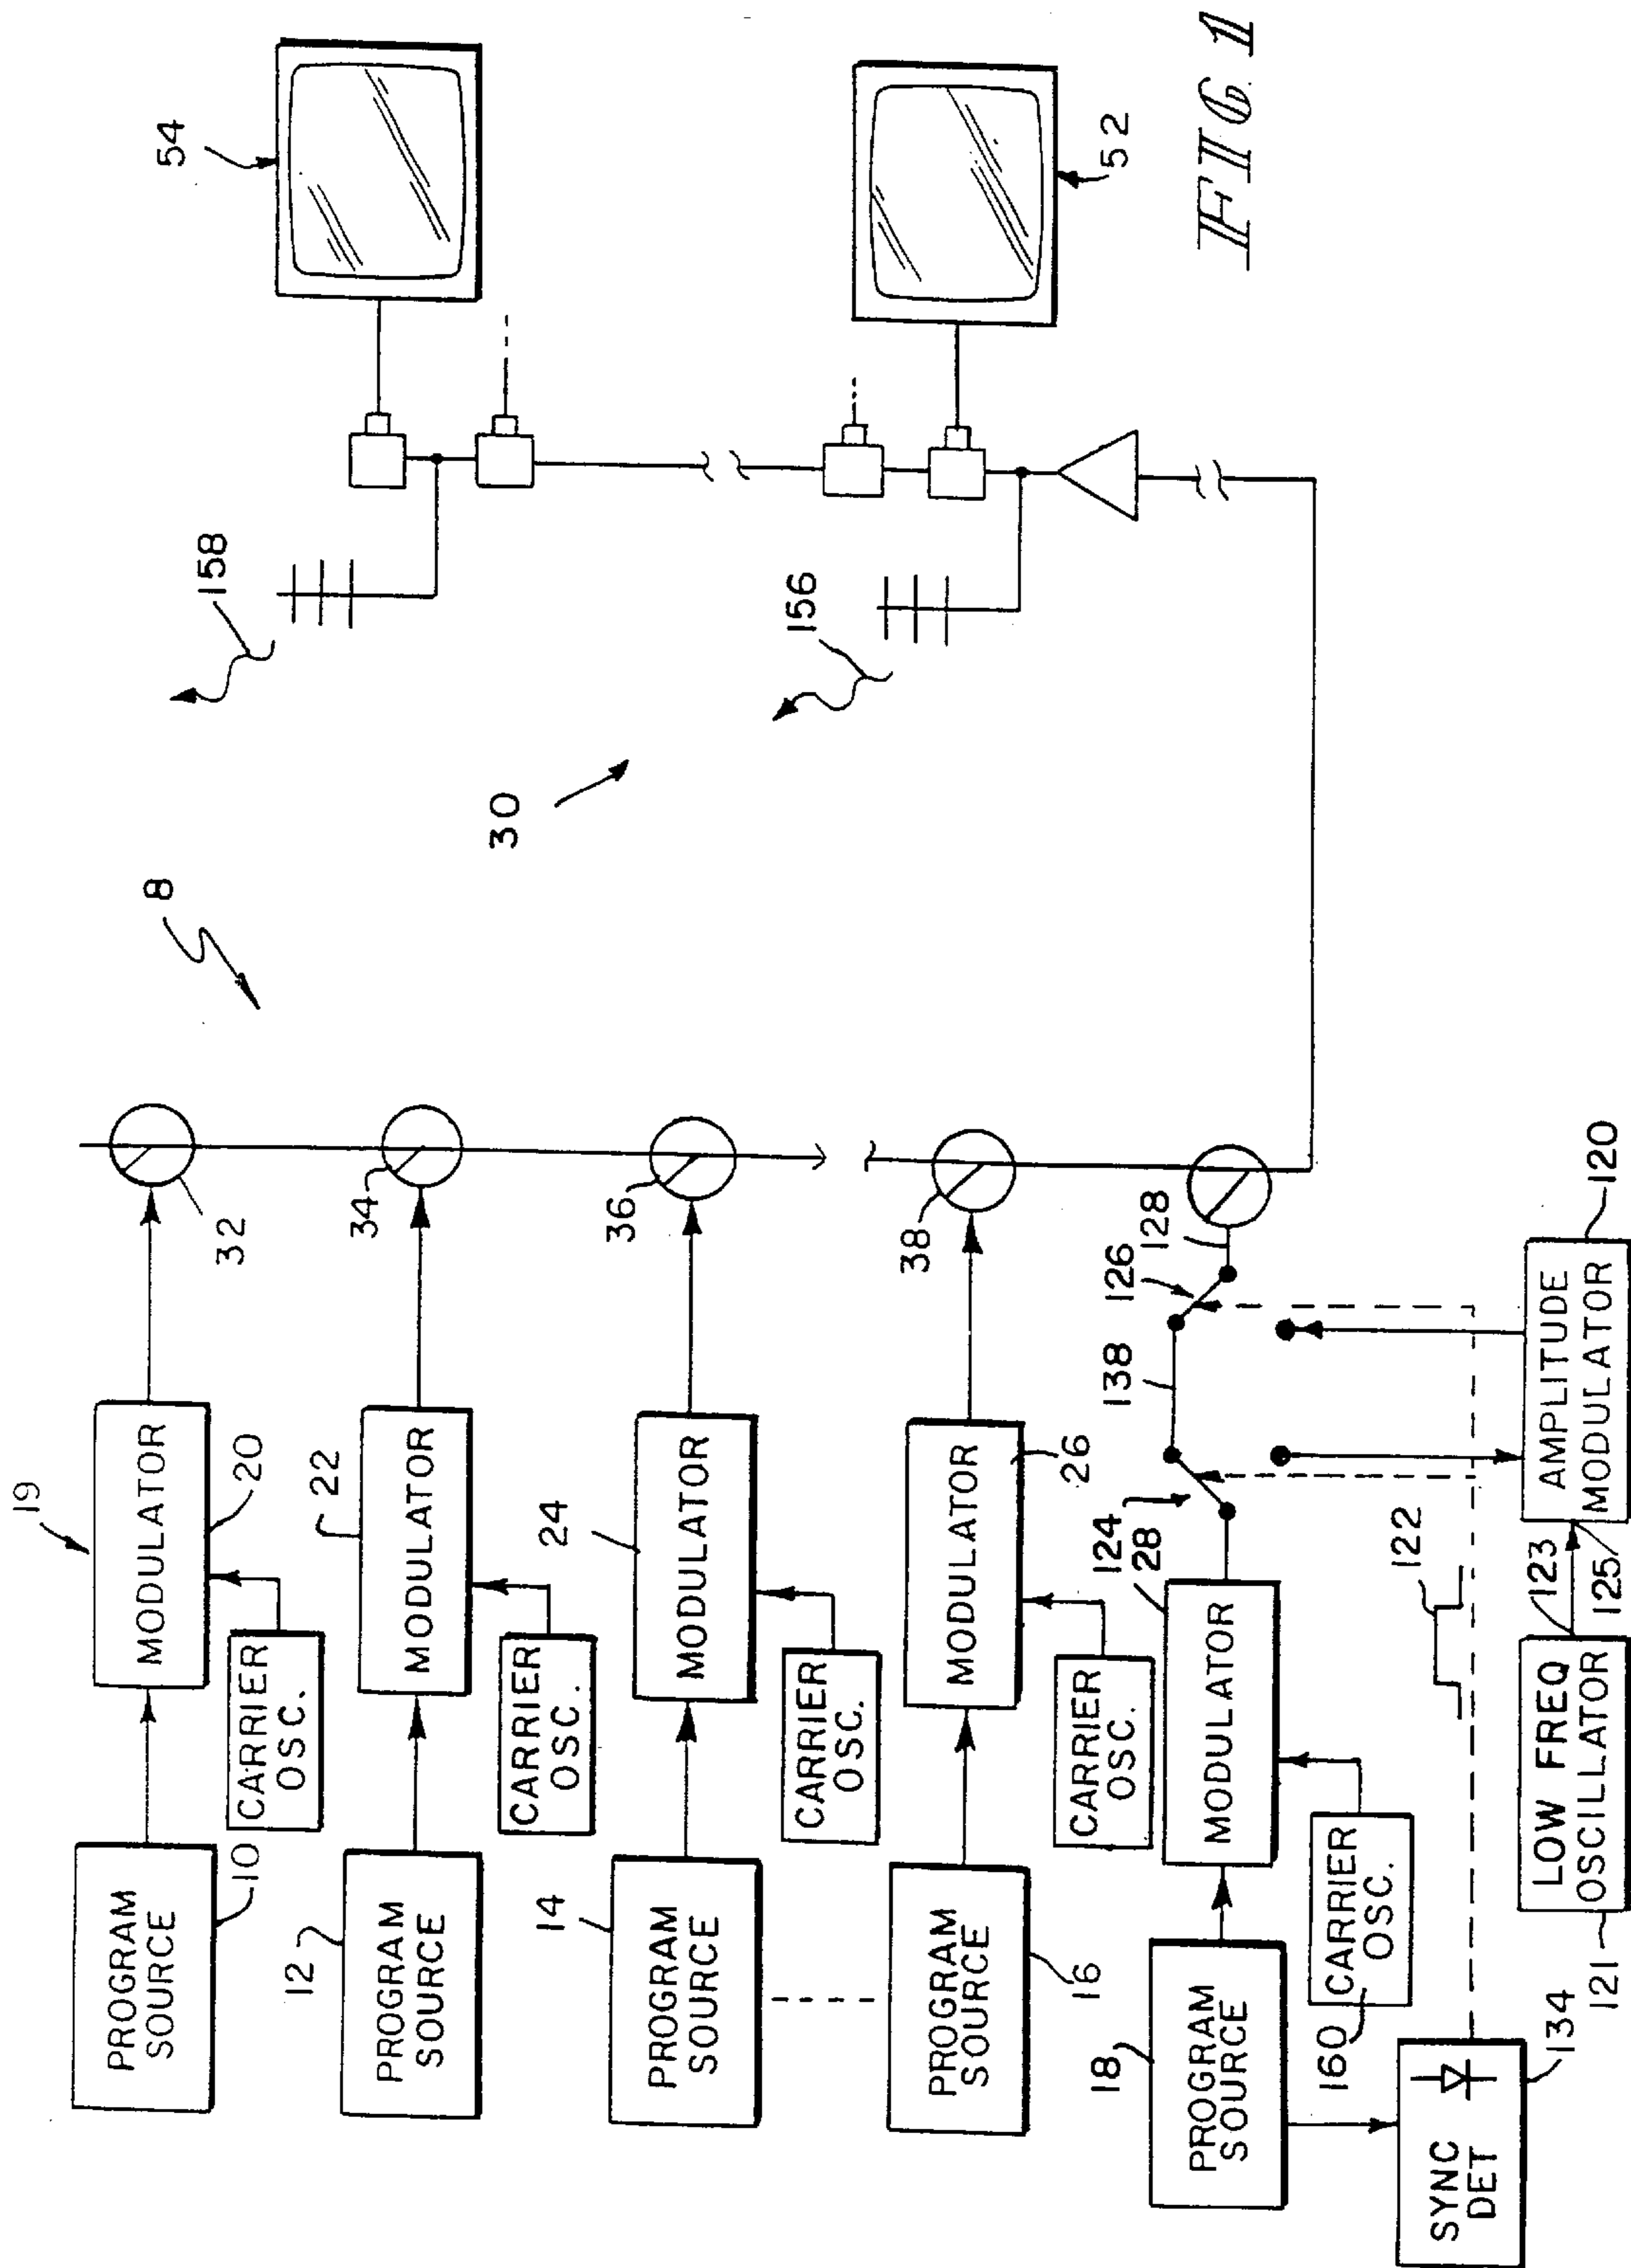 19
PROGRAM
SOURCE
10
MODULATOR
20
CARRIER
OSC.
32
8
158
54
12
PROGRAM
SOURCE
22
MODULATOR
CARRIER
OSC.
34
30
14
PROGRAM
SOURCE
24
MODULATOR
CARRIER
OSC.
36
156
52
PROGRAM
SOURCE
16
MODULATOR
26
CARRIER
OSC.
38
18
PROGRAM
SOURCE
28
MODULATOR
124
138
126
128
160
CARRIER
OSC.
SYNC
DET
134
122
121
LOW FREQ
OSCILLATOR
123
125
AMPLITUDE
MODULATOR
120
FIG 1